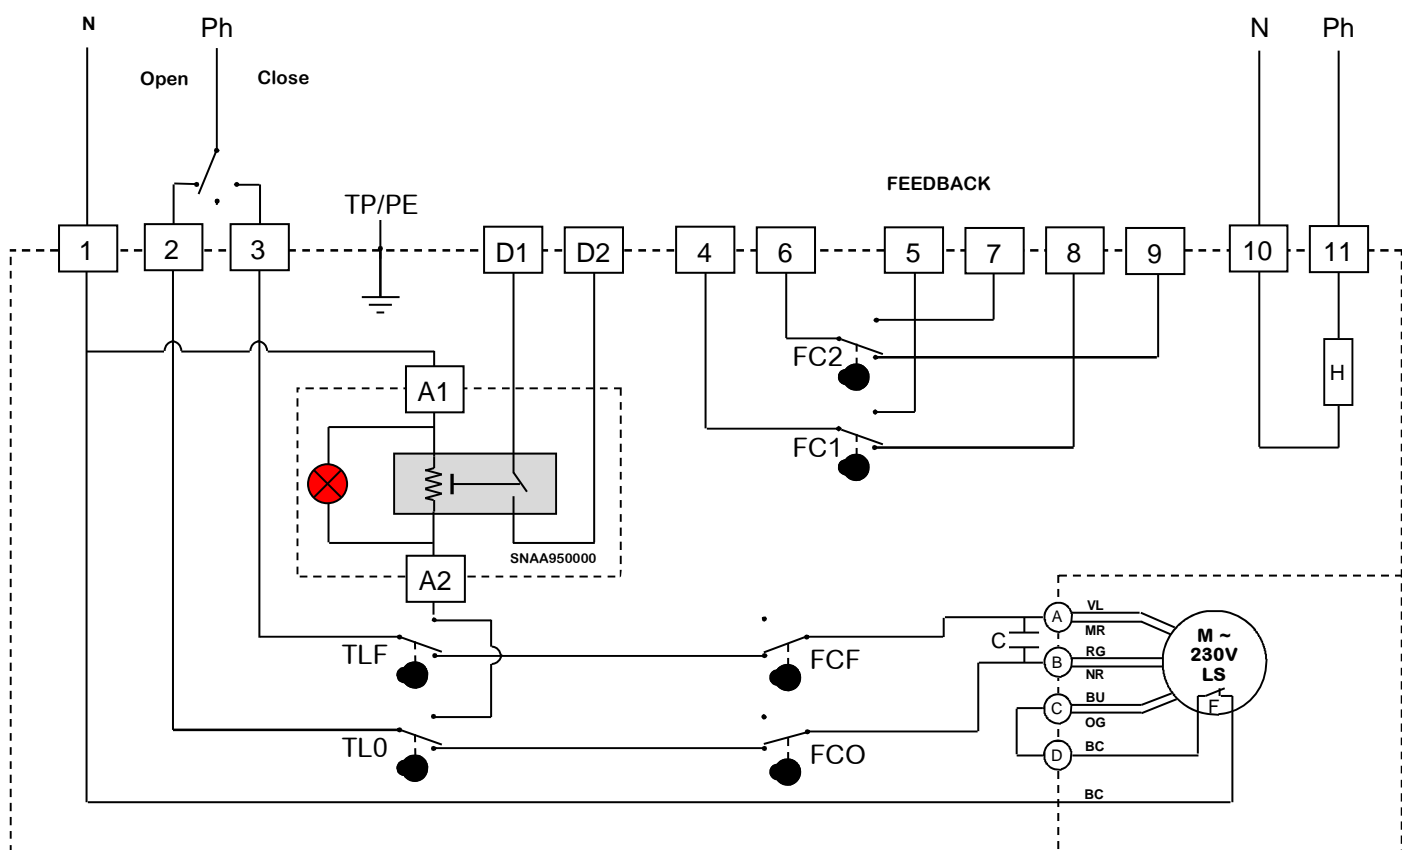 N
Ph
N
Ph
Open
Close
FEEDBACK
TP/PE
1
2
3
D1
D2
4
6
5
7
8
9
10
11
FC2
H
A1
FC1
SNAA950000
A2
VL
A
MR
M ~
C
RG
230V
TLF
FCF
B
NR
LS
BU
F
C
OG
TL0
FCO
D
BC
BC